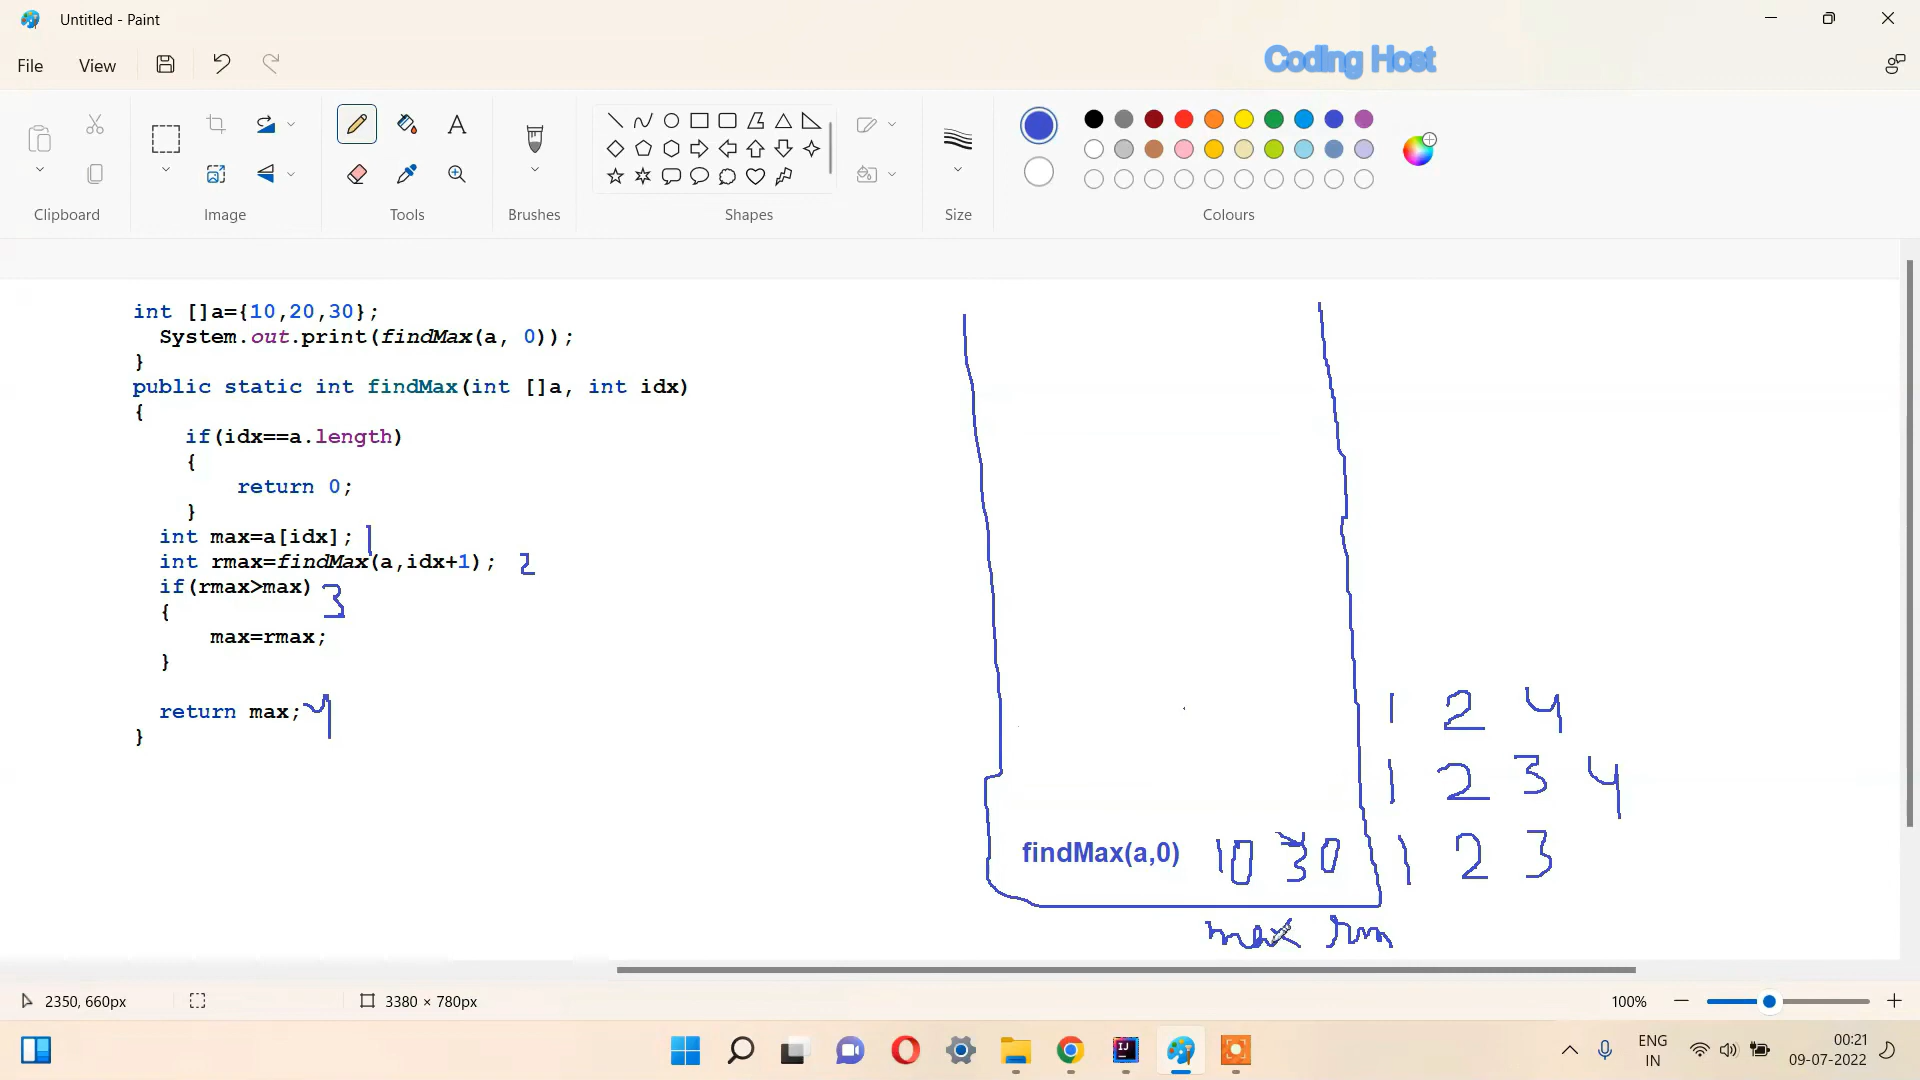 Untitled - Paint
File View
Coding Host
Clipboard Image Tools Brushes Shapes Size Colours
int []a={10,20,30};
System.out.print(findMax(a, 0));
}
public static int findMax(int []a, int idx)
{
if(idx==a.length)
{
return 0;
}
int max=a[idx]; 1
int rmax=findMax(a,idx+1); 2
if(rmax>max) 3
{
max=rmax;
}
return max; 4
}
1 2 4
1 2 3 4
findMax(a,0) 10 30 1 2 3
max rm
2350, 660px 3380 × 780px 100%
ENG
IN
00:21
09-07-2022